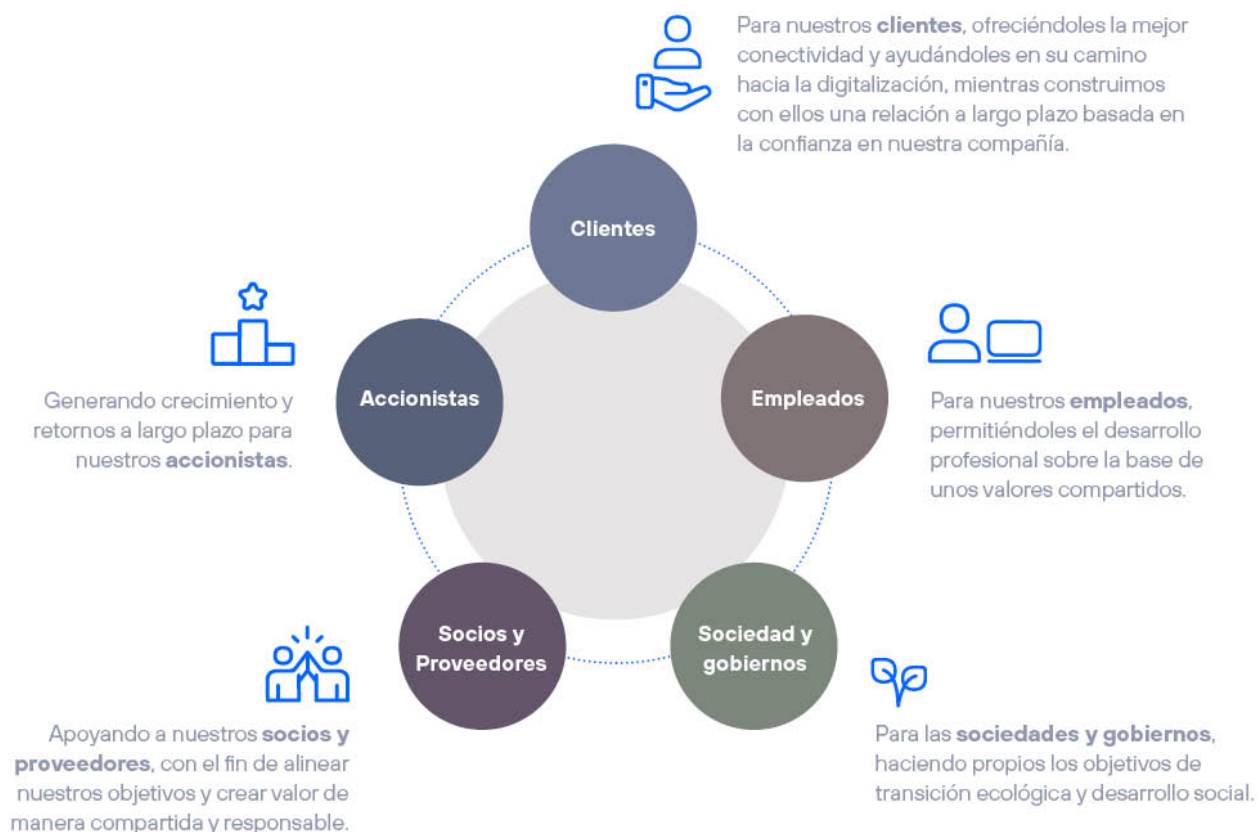 Para nuestros clientes, ofreciéndoles la mejor
conectividad y ayudándoles en su camino
hacia la digitalización, mientras construimos
con ellos una relación a largo plazo basada en
la confianza en nuestra compañía.
Clientes
Accionistas
Generando crecimiento y
retornos a largo plazo para
nuestros accionistas.
Empleados
Para nuestros empleados,
permitiéndoles el desarrollo
profesional sobre la base de
unos valores compartidos.
Socios y
Proveedores
Apoyando a nuestros socios y
proveedores, con el fin de alinear
nuestros objetivos y crear valor de
manera compartida y responsable.
Sociedad y
gobiernos
Para las sociedades y gobiernos,
haciendo propios los objetivos de
transición ecológica y desarrollo social.